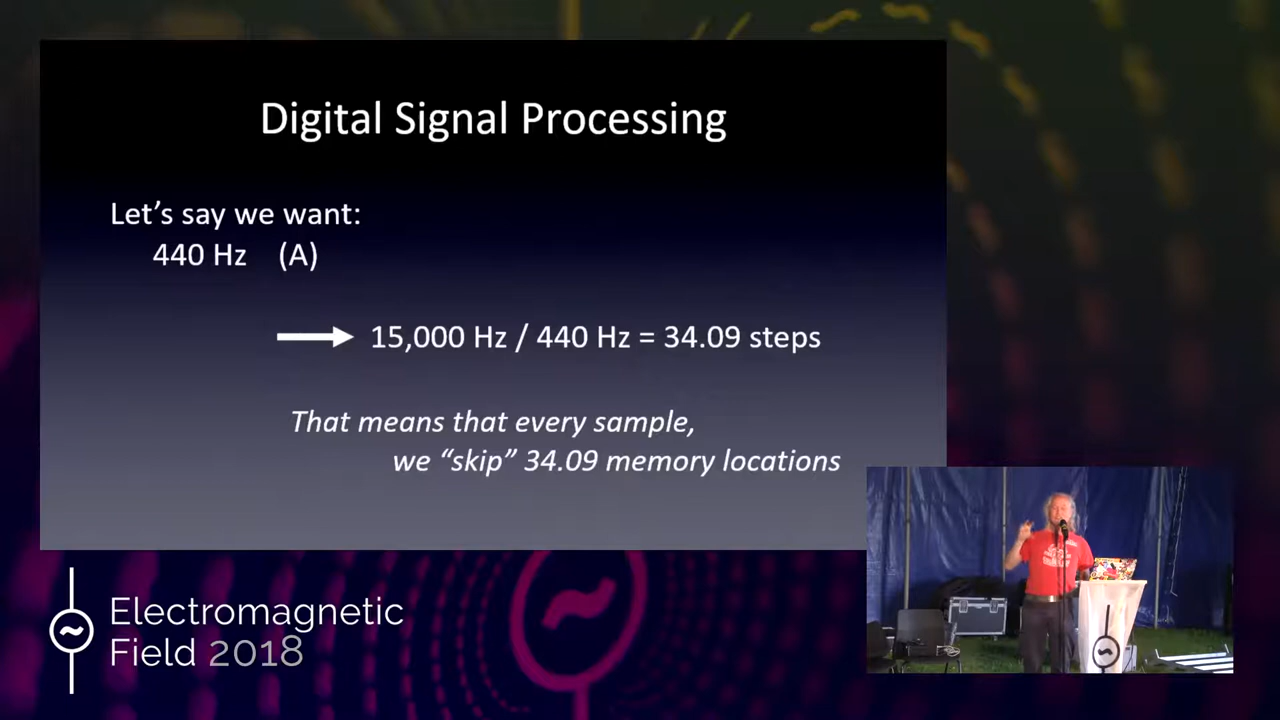 Digital Signal Processing
Let's say we want:
440 Hz (A)
15,000 Hz / 440 Hz = 34.09 steps
That means that every sample,
we “skip” 34.09 memory locations
Electromagnetic
Field 2018